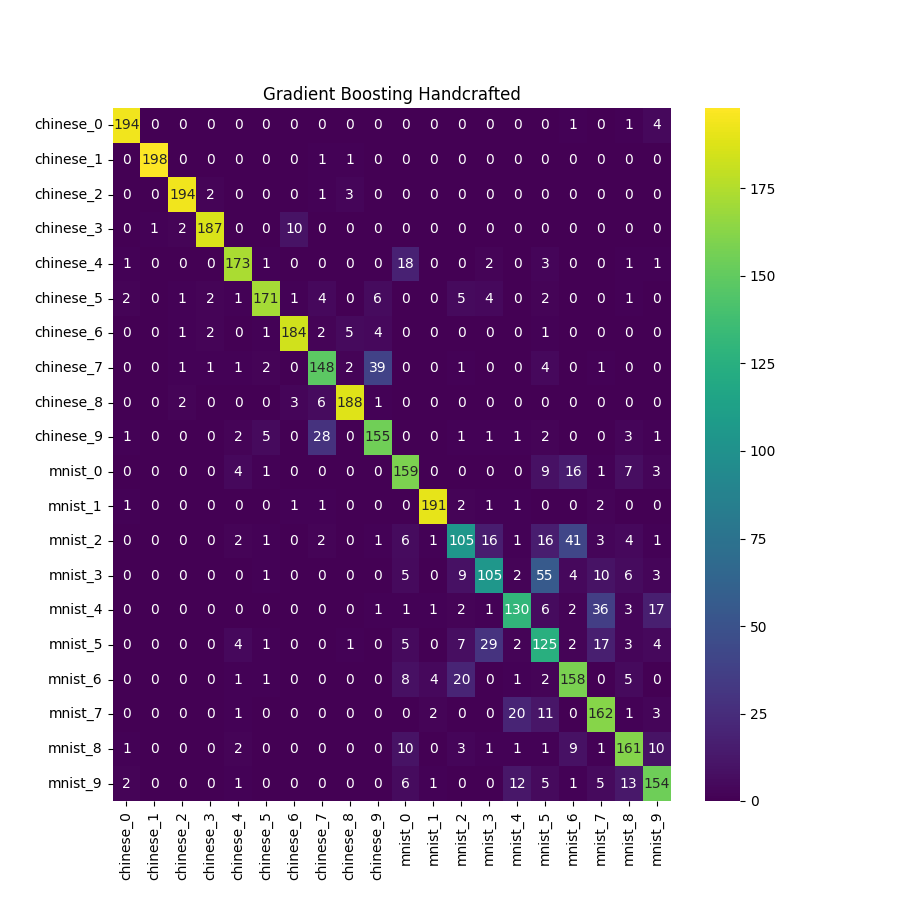 Gradient Boosting Handcrafted
chinese_0 194 0 0 0 0 0 0 0 0 0 0 0 0 0 0 0 1 0 1 4
chinese_1 0 198 0 0 0 0 0 1 1 0 0 0 0 0 0 0 0 0 0 0
chinese_2 0 0 194 2 0 0 0 1 3 0 0 0 0 0 0 0 0 0 0 0
chinese_3 0 1 2 187 0 0 10 0 0 0 0 0 0 0 0 0 0 0 0 0
chinese_4 1 0 0 0 173 1 0 0 0 0 18 0 0 2 0 3 0 0 1 1
chinese_5 2 0 1 2 1 171 1 4 0 6 0 0 5 4 0 2 0 0 1 0
chinese_6 0 0 1 2 0 1 184 2 5 4 0 0 0 0 0 1 0 0 0 0
chinese_7 0 0 1 1 1 2 0 148 2 39 0 0 1 0 0 4 0 1 0 0
chinese_8 0 0 2 0 0 0 3 6 188 1 0 0 0 0 0 0 0 0 0 0
chinese_9 1 0 0 0 2 5 0 28 0 155 0 0 1 1 1 2 0 0 3 1
mnist_0 0 0 0 0 4 1 0 0 0 0 159 0 0 0 0 9 16 1 7 3
mnist_1 1 0 0 0 0 0 1 1 0 0 0 191 2 1 1 0 0 2 0 0
mnist_2 0 0 0 0 2 1 0 2 0 1 6 1 105 16 1 16 41 3 4 1
mnist_3 0 0 0 0 0 1 0 0 0 0 5 0 9 105 2 55 4 10 6 3
mnist_4 0 0 0 0 0 0 0 0 0 1 1 1 2 1 130 6 2 36 3 17
mnist_5 0 0 0 0 4 1 0 0 1 0 5 0 7 29 2 125 2 17 3 4
mnist_6 0 0 0 0 1 1 0 0 0 0 8 4 20 0 1 2 158 0 5 0
mnist_7 0 0 0 0 1 0 0 0 0 0 0 2 0 0 20 11 0 162 1 3
mnist_8 1 0 0 0 2 0 0 0 0 0 10 0 3 1 1 1 9 1 161 10
mnist_9 2 0 0 0 1 0 0 0 0 0 6 1 0 0 12 5 1 5 13 154
chinese_0 chinese_1 chinese_2 chinese_3 chinese_4 chinese_5 chinese_6 chinese_7 chinese_8 chinese_9 mnist_0 mnist_1 mnist_2 mnist_3 mnist_4 mnist_5 mnist_6 mnist_7 mnist_8 mnist_9
175
150
125
100
75
50
25
0